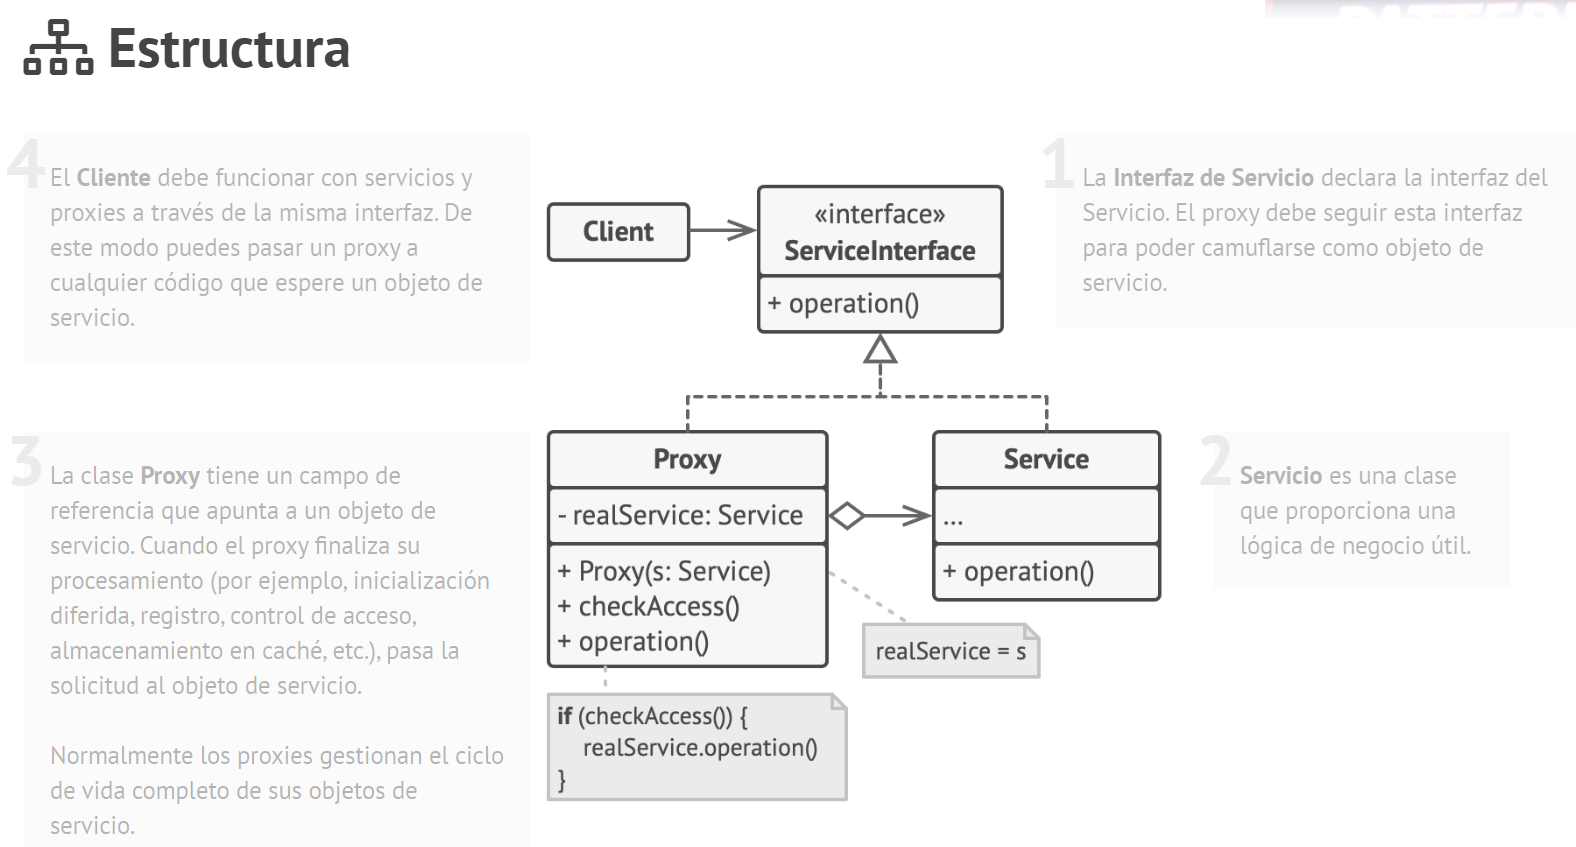 Estructura
4
El Cliente debe funcionar con servicios y
proxies a través de la misma interfaz. De
este modo puedes pasar un proxy a
cualquier código que espere un objeto de
servicio.
Client
«interface»
ServiceInterface
+ operation()
1
La Interfaz de Servicio declara la interfaz del
Servicio. El proxy debe seguir esta interfaz
para poder camuflarse como objeto de
servicio.
3
La clase Proxy tiene un campo de
referencia que apunta a un objeto de
servicio. Cuando el proxy finaliza su
procesamiento (por ejemplo, inicialización
diferida, registro, control de acceso,
almacenamiento en caché, etc.), pasa la
solicitud al objeto de servicio.
Normalmente los proxies gestionan el ciclo
de vida completo de sus objetos de
servicio.
Proxy
- realService: Service
+ Proxy(s: Service)
+ checkAccess()
+ operation()
Service
...
+ operation()
realService = s
if (checkAccess()) {
realService.operation()
}
2
Servicio es una clase
que proporciona una
lógica de negocio útil.